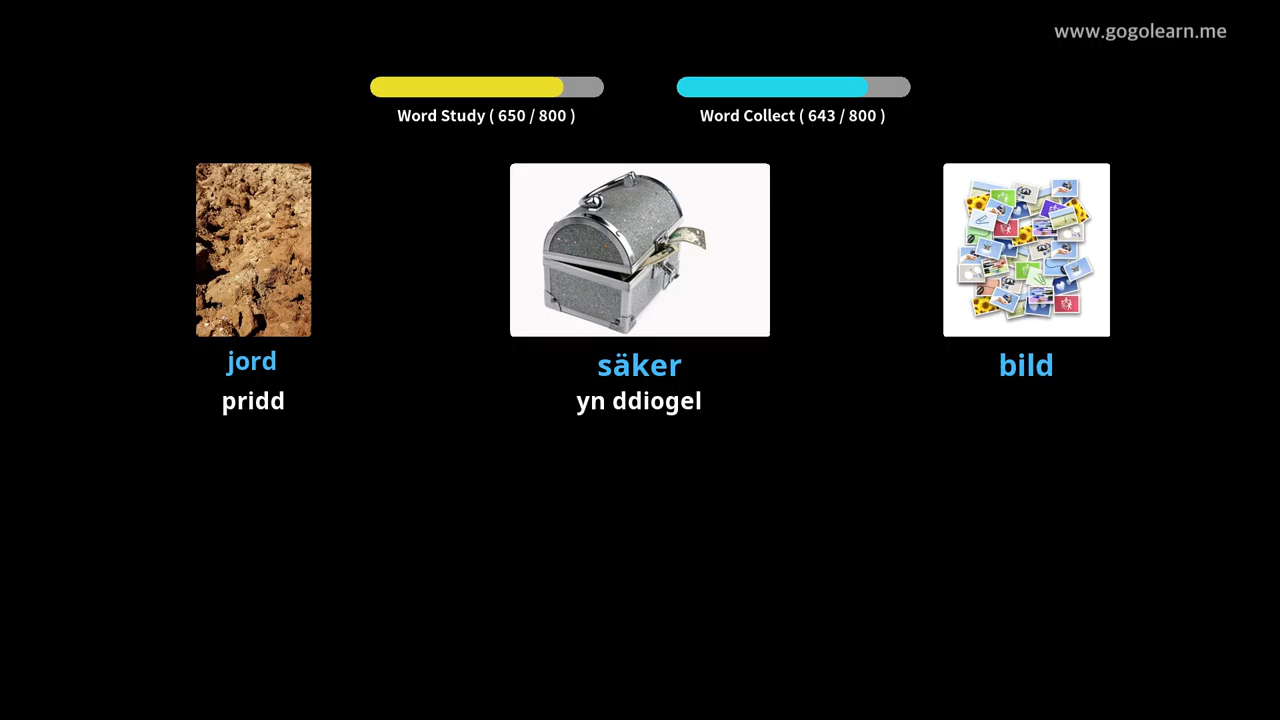 www.gogolearn.me
Word Study ( 650 / 800 )
Word Collect ( 643 / 800 )
jord
pridd
säker
yn ddiogel
bild